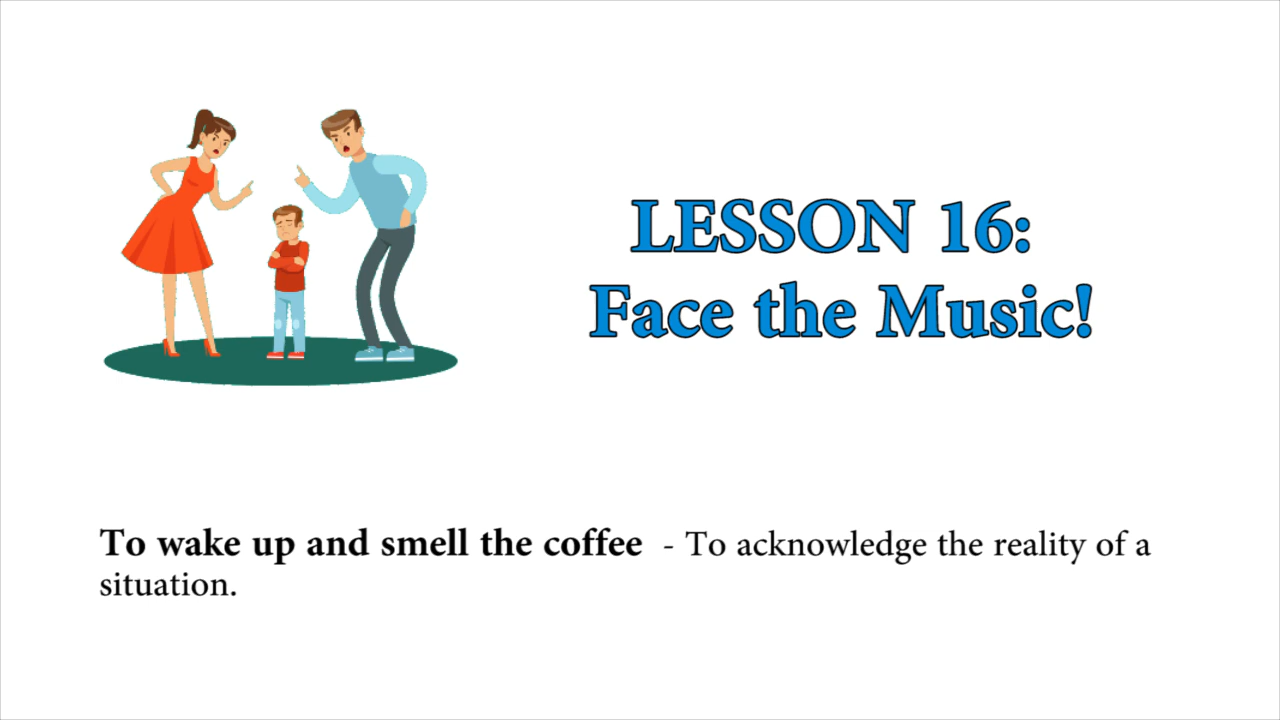 LESSON 16:
Face the Music!
To wake up and smell the coffee - To acknowledge the reality of a
situation.